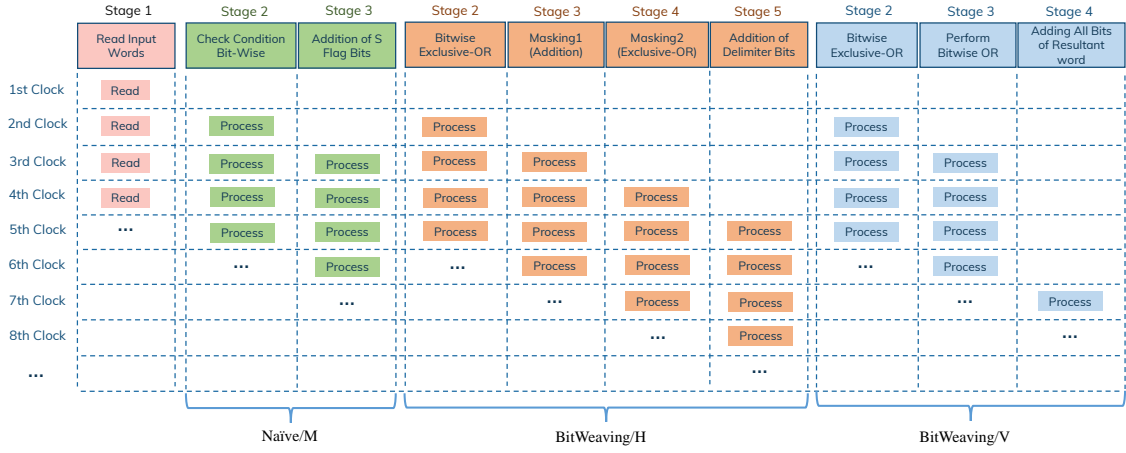 Stage 1 Stage 2 Stage 3 Stage 2 Stage 3 Stage 4 Stage 5 Stage 2 Stage 3 Stage 4
Read Input Words
Check Condition Bit-Wise
Addition of S Flag Bits
Bitwise Exclusive-OR
Masking1 (Addition)
Masking2 (Exclusive-OR)
Addition of Delimiter Bits
Bitwise Exclusive-OR
Perform Bitwise OR
Adding All Bits of Resultant word
1st Clock Read
2nd Clock Read Process Process Process
3rd Clock Read Process Process Process Process Process Process
4th Clock Read Process Process Process Process Process Process Process
5th Clock ... Process Process Process Process Process Process Process Process
6th Clock ... Process ... Process Process Process ... Process
7th Clock ... ... Process Process ... Process
8th Clock ... Process ...
... ...
Naïve/M BitWeaving/H BitWeaving/V